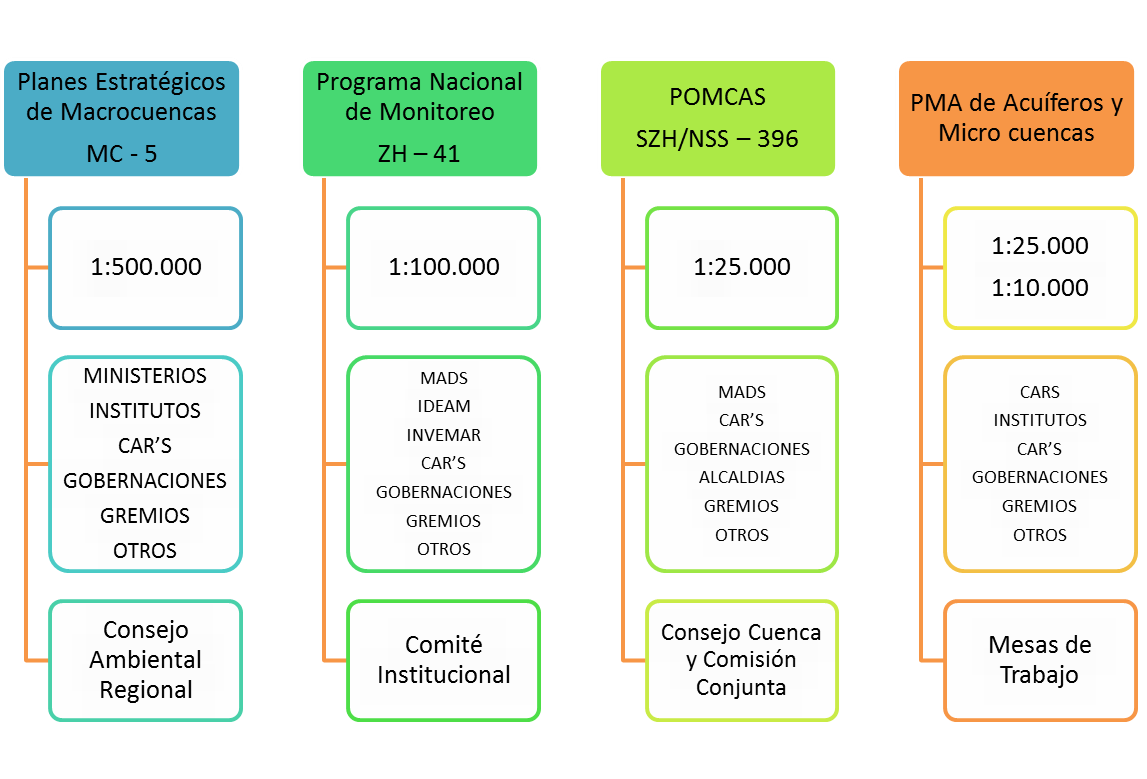 Planes Estratégicos
de Macrocuencas
MC - 5
1:500.000
MINISTERIOS
INSTITUTOS
CAR’S
GOBERNACIONES
GREMIOS
OTROS
Consejo
Ambiental
Regional
Programa Nacional
de Monitoreo
ZH – 41
1:100.000
MADS
IDEAM
INVEMAR
CAR’S
GOBERNACIONES
GREMIOS
OTROS
Comité
Institucional
POMCAS
SZH/NSS – 396
1:25.000
MADS
CAR’S
GOBERNACIONES
ALCALDIAS
GREMIOS
OTROS
Consejo Cuenca
y Comisión
Conjunta
PMA de Acuíferos y
Micro cuencas
1:25.000
1:10.000
CARS
INSTITUTOS
CAR’S
GOBERNACIONES
GREMIOS
OTROS
Mesas de
Trabajo